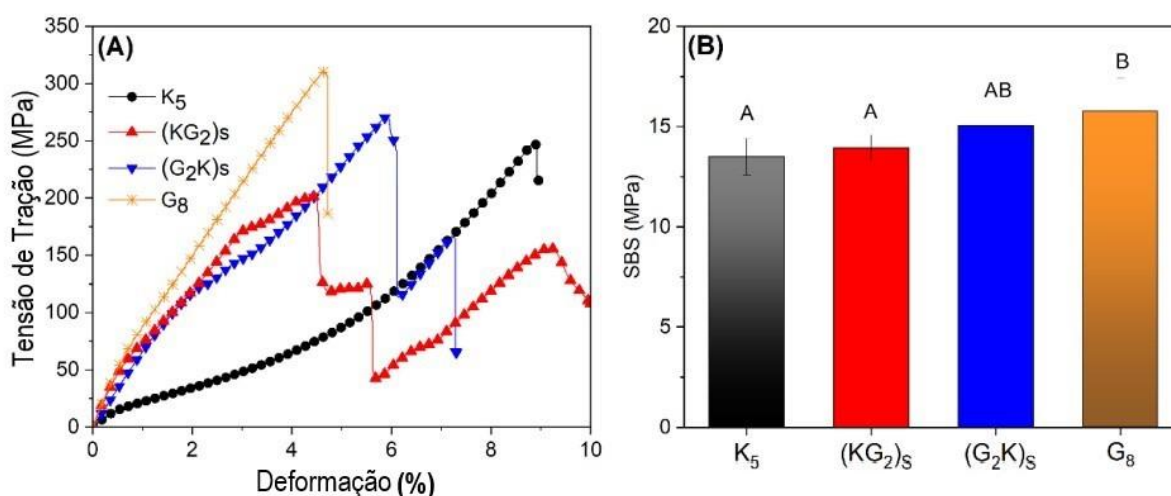 (A)
Tensão de Tração (MPa)
350
300
250
200
150
100
50
0
K₅
(KG₂)s
(G₂K)s
G₈
0 2 4 6 8 10
Deformação (%)
(B)
SBS (MPa)
20
15
10
5
0
A A AB B
K₅ (KG₂)S (G₂K)S G₈